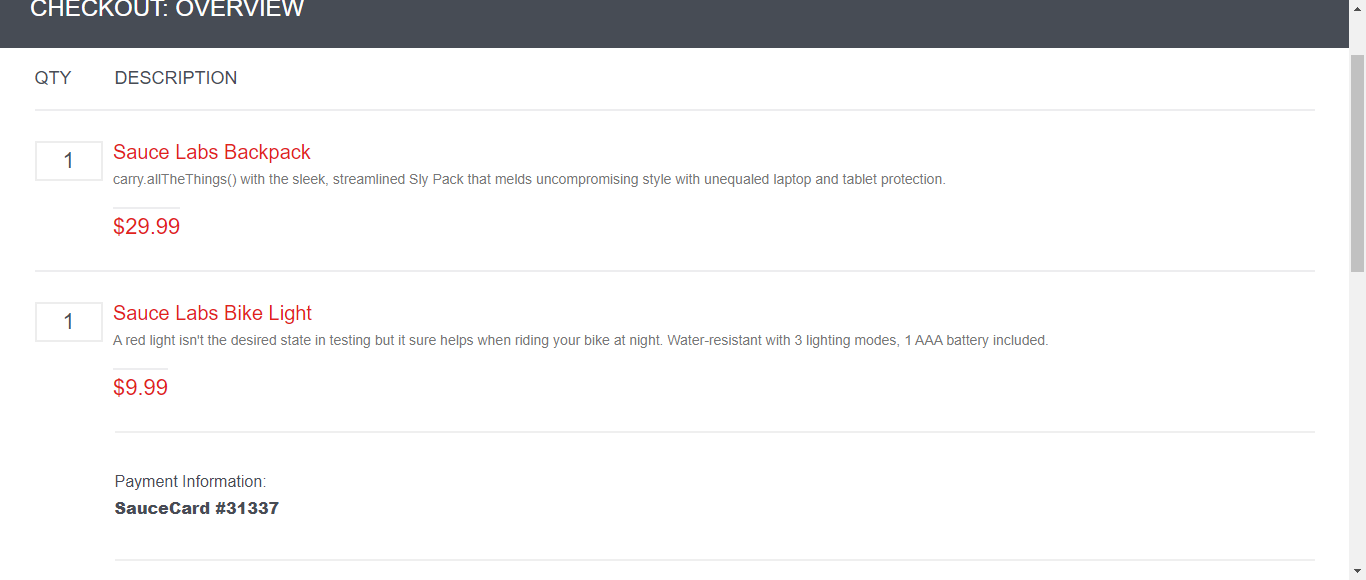 CHECKOUT: OVERVIEW
QTY DESCRIPTION
1 Sauce Labs Backpack
carry.allTheThings() with the sleek, streamlined Sly Pack that melds uncompromising style with unequaled laptop and tablet protection.
$29.99
1 Sauce Labs Bike Light
A red light isn't the desired state in testing but it sure helps when riding your bike at night. Water-resistant with 3 lighting modes, 1 AAA battery included.
$9.99
Payment Information:
SauceCard #31337